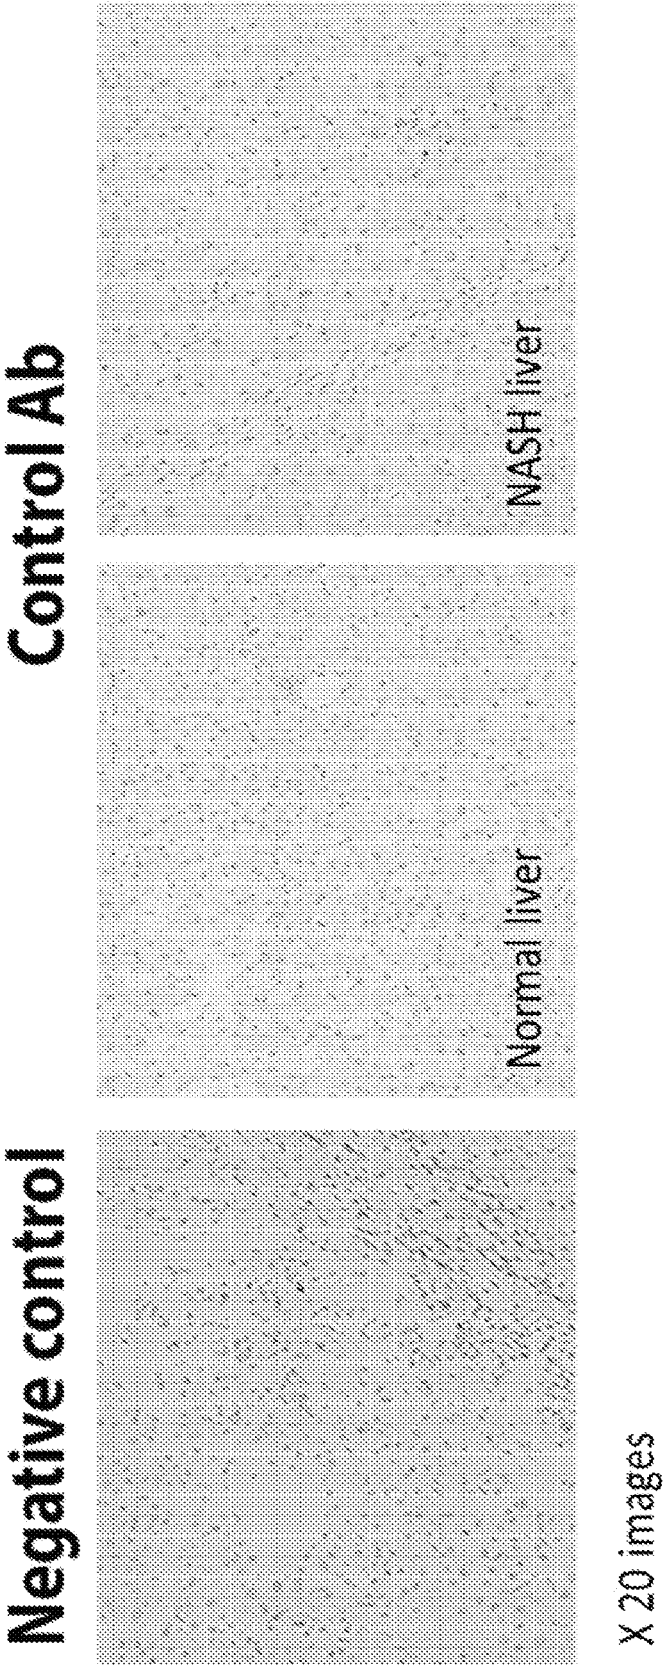 Negative control
Control Ab
Normal liver
NASH liver
X 20 images